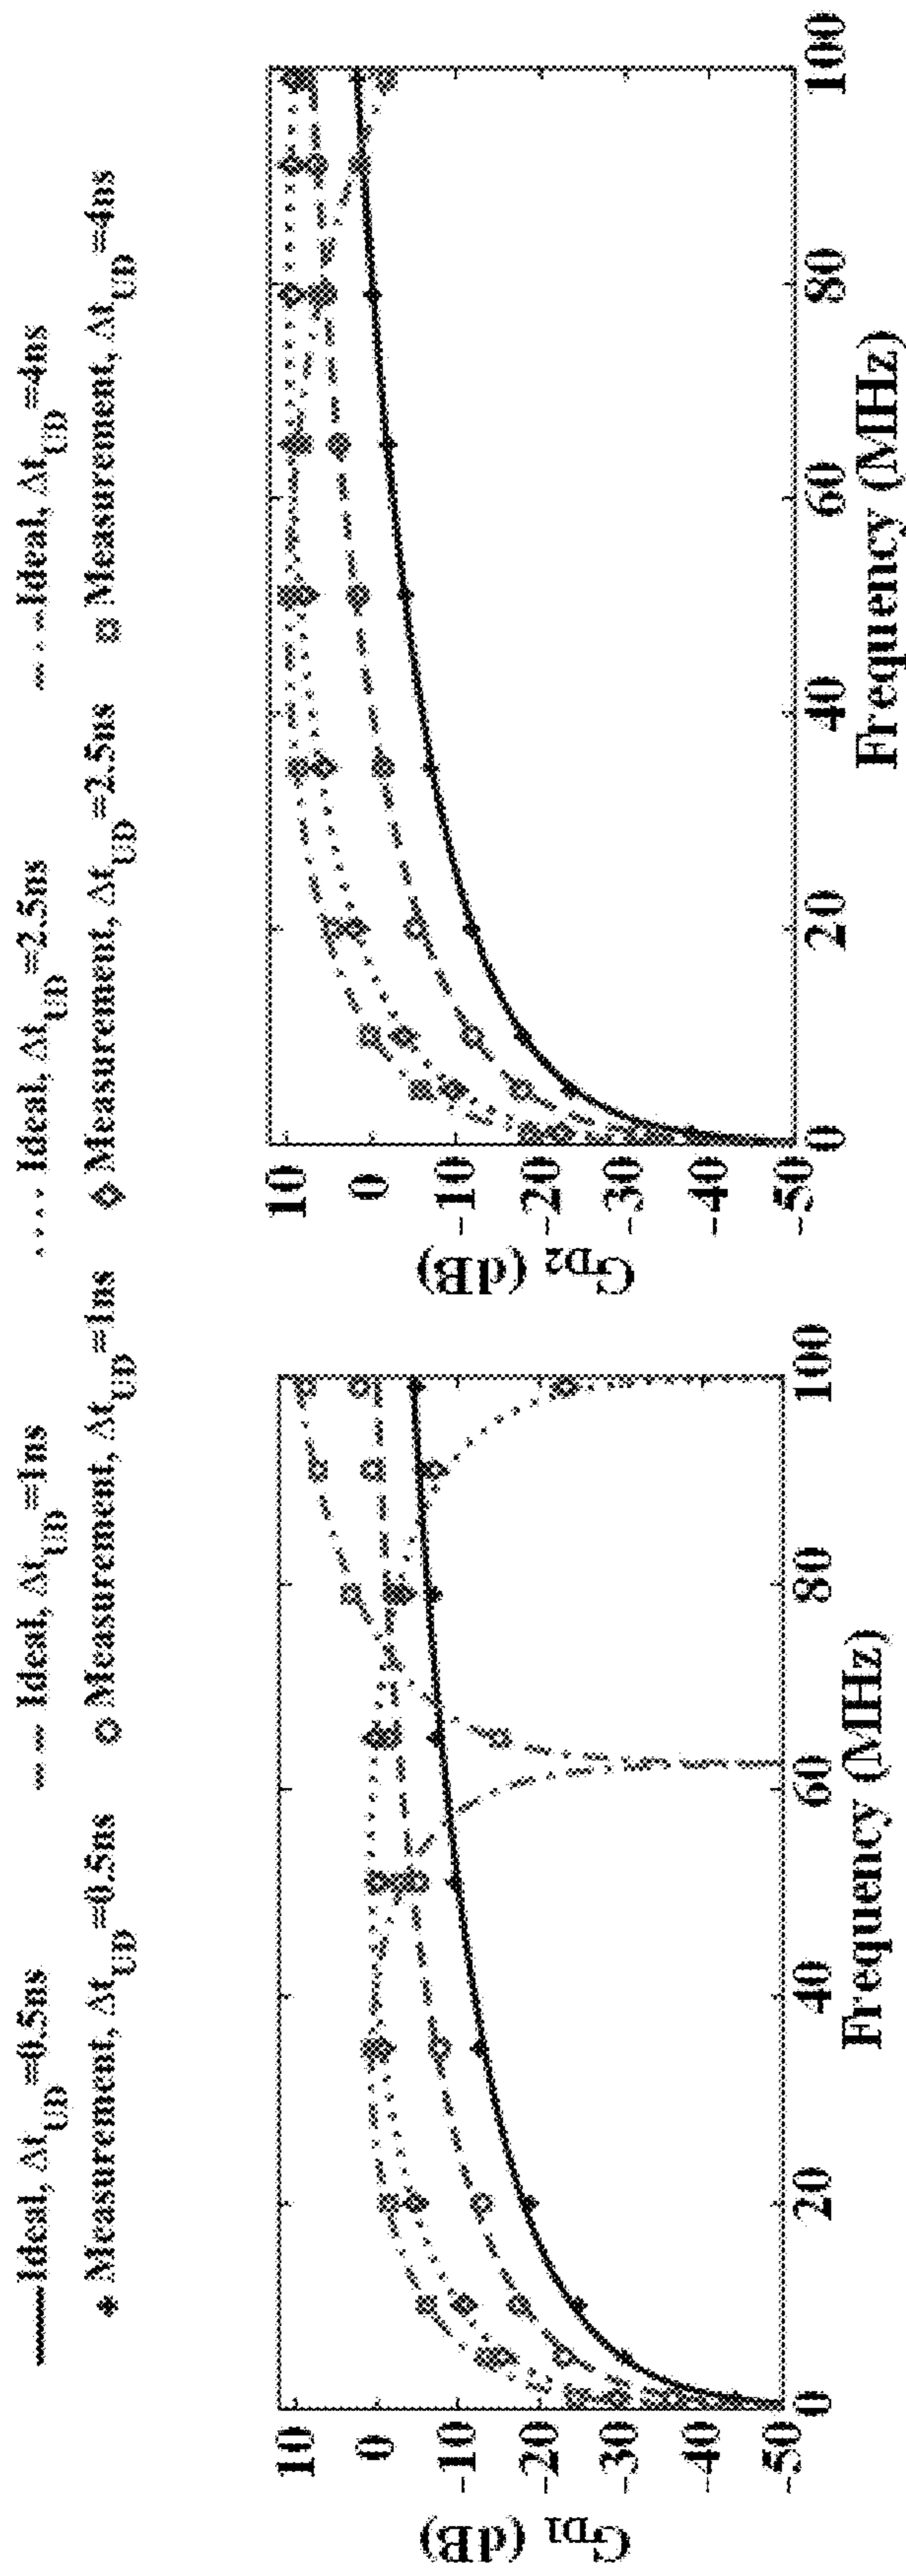 Ideal, Δt_UD=0.5ns
Ideal, Δt_UD=1ns
Ideal, Δt_UD=2.5ns
Ideal, Δt_UD=4ns
Measurement, Δt_UD=0.5ns
Measurement, Δt_UD=1ns
Measurement, Δt_UD=2.5ns
Measurement, Δt_UD=4ns
G_D1 (dB)
10
0
-10
-20
-30
-40
-50
0
20
40
60
80
100
Frequency (MHz)
G_D2 (dB)
10
0
-10
-20
-30
-40
-50
0
20
40
60
80
100
Frequency (MHz)